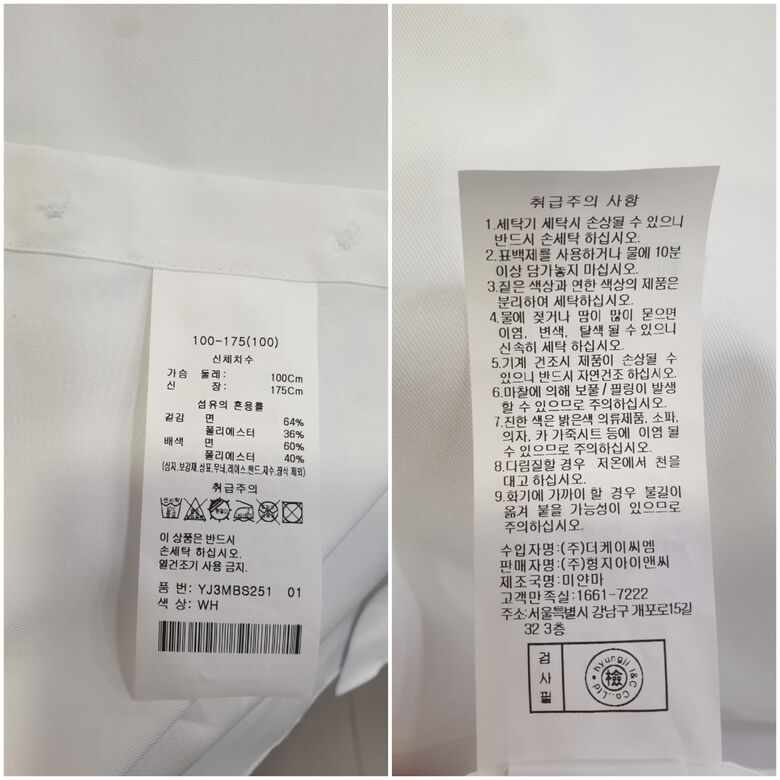 100-175(100)
신체치수
가슴 둘레: 100Cm
신 장: 175Cm
섬유의 혼용률
겉감 면 64%
폴리에스터 36%
배색 면 60%
폴리에스터 40%
(심지,보강재,상표,무늬,레이스,밴드,자수,장식 제외)
취급주의
이 상품은 반드시
손세탁 하십시오.
열건조기 사용 금지.
품 번: YJ3MBS251 01
색 상: WH
취급주의 사항
1.세탁기 세탁시 손상될 수 있으니
반드시 손세탁 하십시오.
2.표백제를 사용하거나 물에 10분
이상 담가놓지 마십시오.
3.짙은 색상과 연한 색상의 제품은
분리하여 세탁하십시오.
4.물에 젖거나 땀이 많이 묻으면
이염, 변색, 탈색 될 수 있으니
신속히 세탁 하십시오.
5.기계 건조시 제품이 손상될 수
있으니 반드시 자연건조 하십시오.
6.마찰에 의해 보풀/필링이 발생
할 수 있으므로 주의하십시오.
7.진한 색은 밝은색 의류제품, 소파,
의자, 카 가죽시트 등에 이염 될
수 있으므로 주의하십시오.
8.다림질할 경우 저온에서 천을
대고 하십시오.
9.화기에 가까이 할 경우 불길이
옮겨 붙을 가능성이 있으므로
주의하십시오.
수입자명:(주)더케이씨엠
판매자명:(주)형지아이앤씨
제조국명:미얀마
고객만족실:1661-7222
주소:서울특별시 강남구 개포로15길
32 3층
검사필
hyungji I&C Co.,Ltd
檢